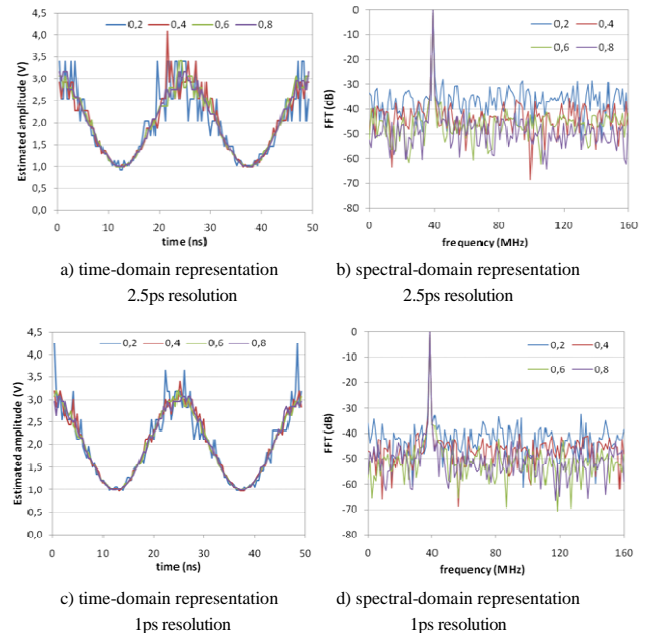 0,2 0,4 0,6 0,8
4,5
4,0
3,5
3,0
2,5
2,0
1,5
1,0
0,5
0,0
Estimated amplitude (V)
0 10 20 30 40 50
time (ns)
0,2 0,4
0,6 0,8
0
-10
-20
-30
-40
-50
-60
-70
-80
FFT (dB)
0 40 80 120 160
frequency (MHz)
a) time-domain representation
2.5ps resolution
b) spectral-domain representation
2.5ps resolution
0,2 0,4 0,6 0,8
4,5
4,0
3,5
3,0
2,5
2,0
1,5
1,0
0,5
0,0
Estimated amplitude (V)
0 10 20 30 40 50
time (ns)
0,2 0,4
0,6 0,8
0
-10
-20
-30
-40
-50
-60
-70
-80
FFT (dB)
0 40 80 120 160
frequency (MHz)
c) time-domain representation
1ps resolution
d) spectral-domain representation
1ps resolution